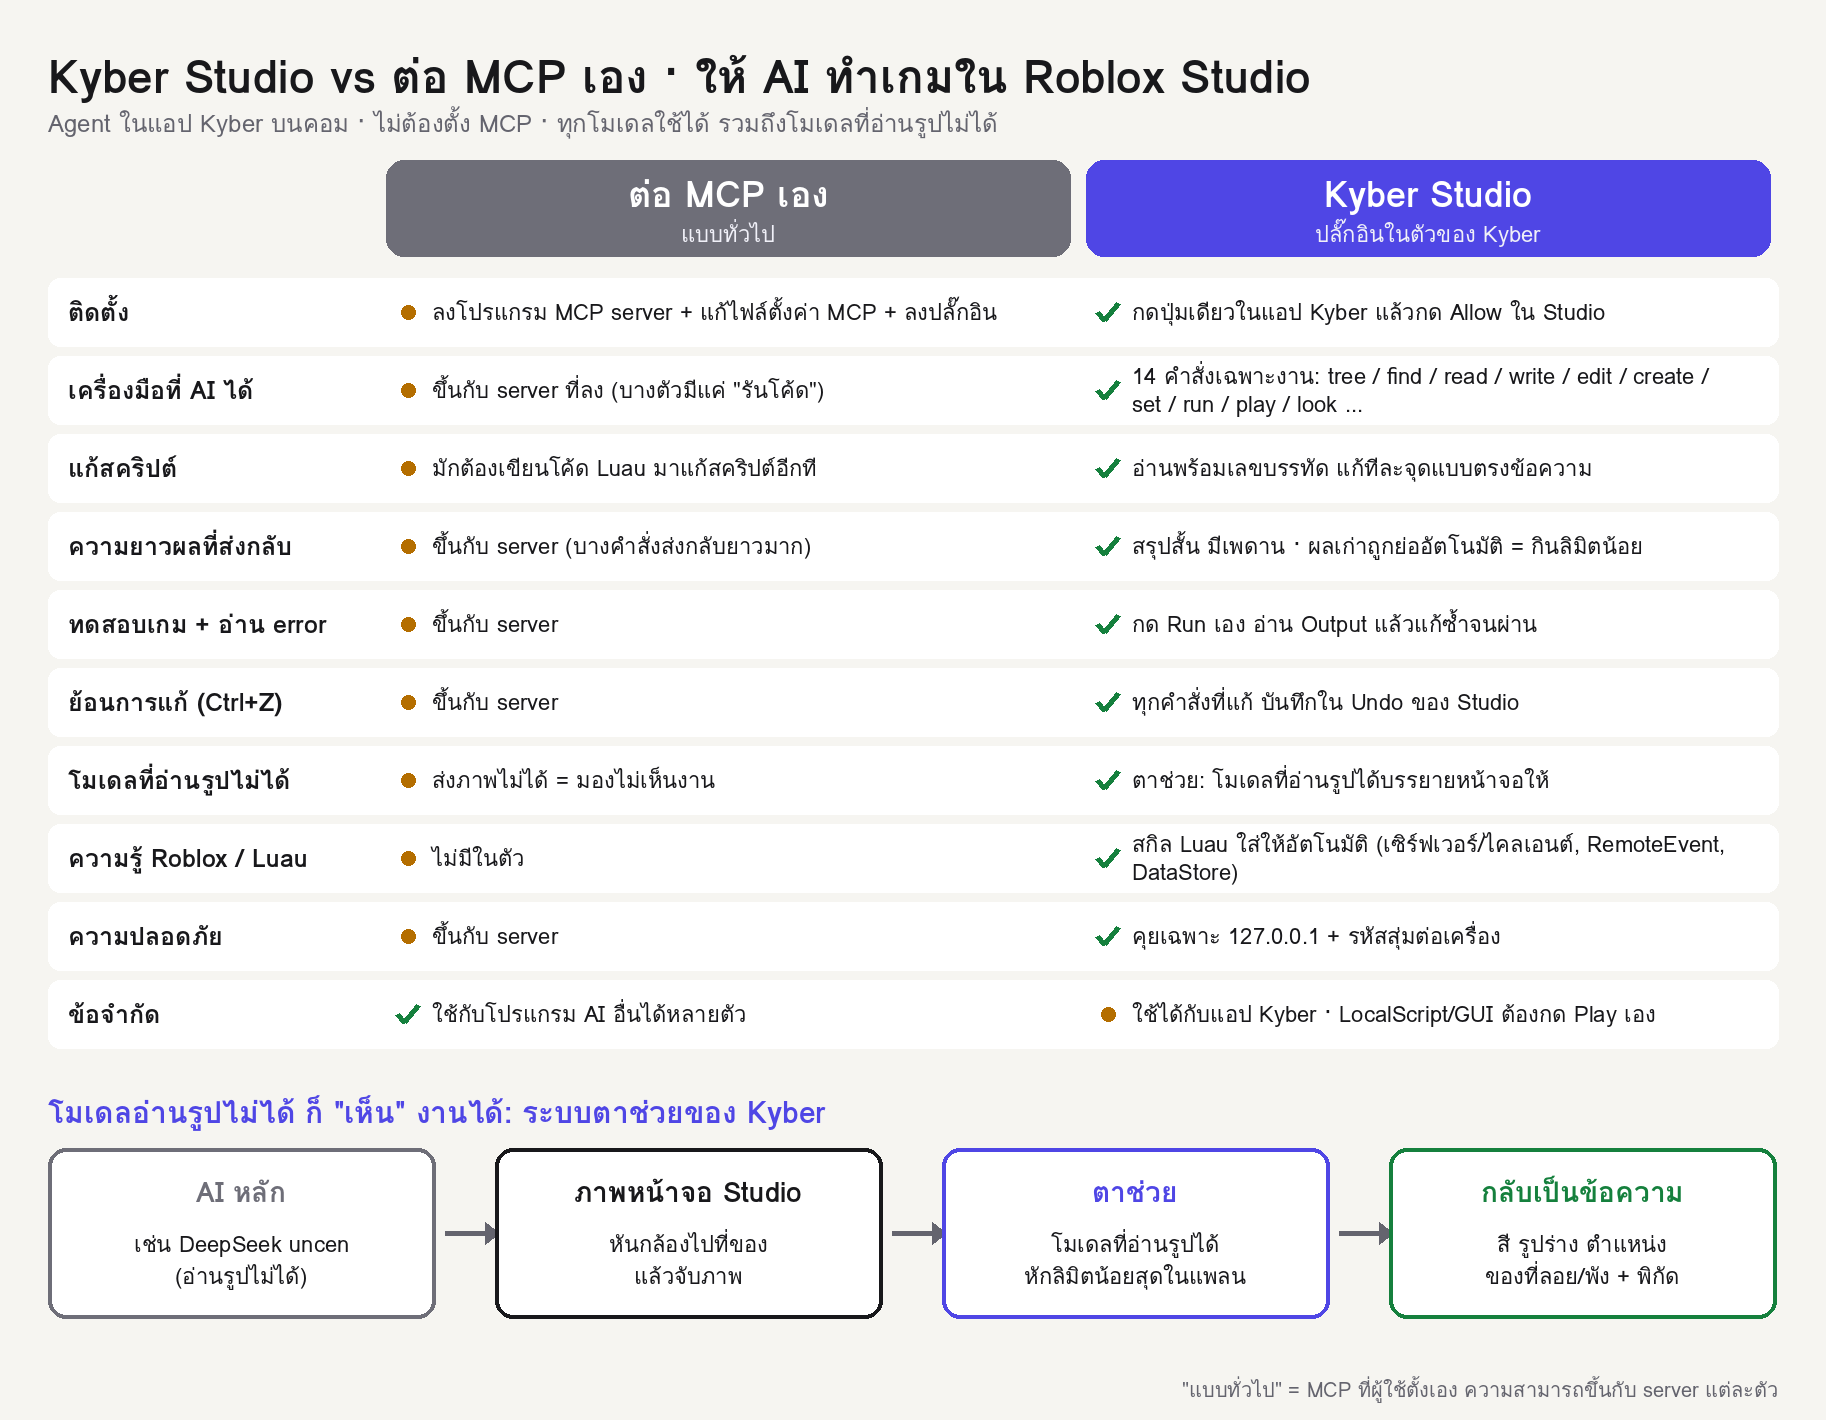 Kyber Studio vs ต่อ MCP เอง · ให้ AI ทำเกมใน Roblox Studio
Agent ในแอป Kyber บนคอม · ไม่ต้องตั้ง MCP · ทุกโมเดลใช้ได้ รวมถึงโมเดลที่อ่านรูปไม่ได้
ต่อ MCP เอง
แบบทั่วไป
Kyber Studio
ปลั๊กอินในตัวของ Kyber
ติดตั้ง
ลงโปรแกรม MCP server + แก้ไฟล์ตั้งค่า MCP + ลงปลั๊กอิน
กดปุ่มเดียวในแอป Kyber แล้วกด Allow ใน Studio
เครื่องมือที่ AI ได้
ขึ้นกับ server ที่ลง (บางตัวมีแค่ "รันโค้ด")
14 คำสั่งเฉพาะงาน: tree / find / read / write / edit / create /
set / run / play / look ...
แก้สคริปต์
มักต้องเขียนโค้ด Luau มาแก้สคริปต์อีกที
อ่านพร้อมเลขบรรทัด แก้ทีละจุดแบบตรงข้อความ
ความยาวผลที่ส่งกลับ
ขึ้นกับ server (บางคำสั่งส่งกลับยาวมาก)
สรุปสั้น มีเพดาน · ผลเก่าถูกย่ออัตโนมัติ = กินลิมิตน้อย
ทดสอบเกม + อ่าน error
ขึ้นกับ server
กด Run เอง อ่าน Output แล้วแก้ซ้ำจนผ่าน
ย้อนการแก้ (Ctrl+Z)
ขึ้นกับ server
ทุกคำสั่งที่แก้ บันทึกใน Undo ของ Studio
โมเดลที่อ่านรูปไม่ได้
ส่งภาพไม่ได้ = มองไม่เห็นงาน
ตาช่วย: โมเดลที่อ่านรูปได้บรรยายหน้าจอให้
ความรู้ Roblox / Luau
ไม่มีในตัว
สกิล Luau ใส่ให้อัตโนมัติ (เซิร์ฟเวอร์/ไคลเอนต์, RemoteEvent,
DataStore)
ความปลอดภัย
ขึ้นกับ server
คุยเฉพาะ 127.0.0.1 + รหัสสุ่มต่อเครื่อง
ข้อจำกัด
ใช้กับโปรแกรม AI อื่นได้หลายตัว
ใช้ได้กับแอป Kyber · LocalScript/GUI ต้องกด Play เอง
โมเดลอ่านรูปไม่ได้ ก็ "เห็น" งานได้: ระบบตาช่วยของ Kyber
AI หลัก
เช่น DeepSeek uncen
(อ่านรูปไม่ได้)
ภาพหน้าจอ Studio
หันกล้องไปที่ของ
แล้วจับภาพ
ตาช่วย
โมเดลที่อ่านรูปได้
หักลิมิตน้อยสุดในแพลน
กลับเป็นข้อความ
สี รูปร่าง ตำแหน่ง
ของที่ลอย/พัง + พิกัด
"แบบทั่วไป" = MCP ที่ผู้ใช้ตั้งเอง ความสามารถขึ้นกับ server แต่ละตัว